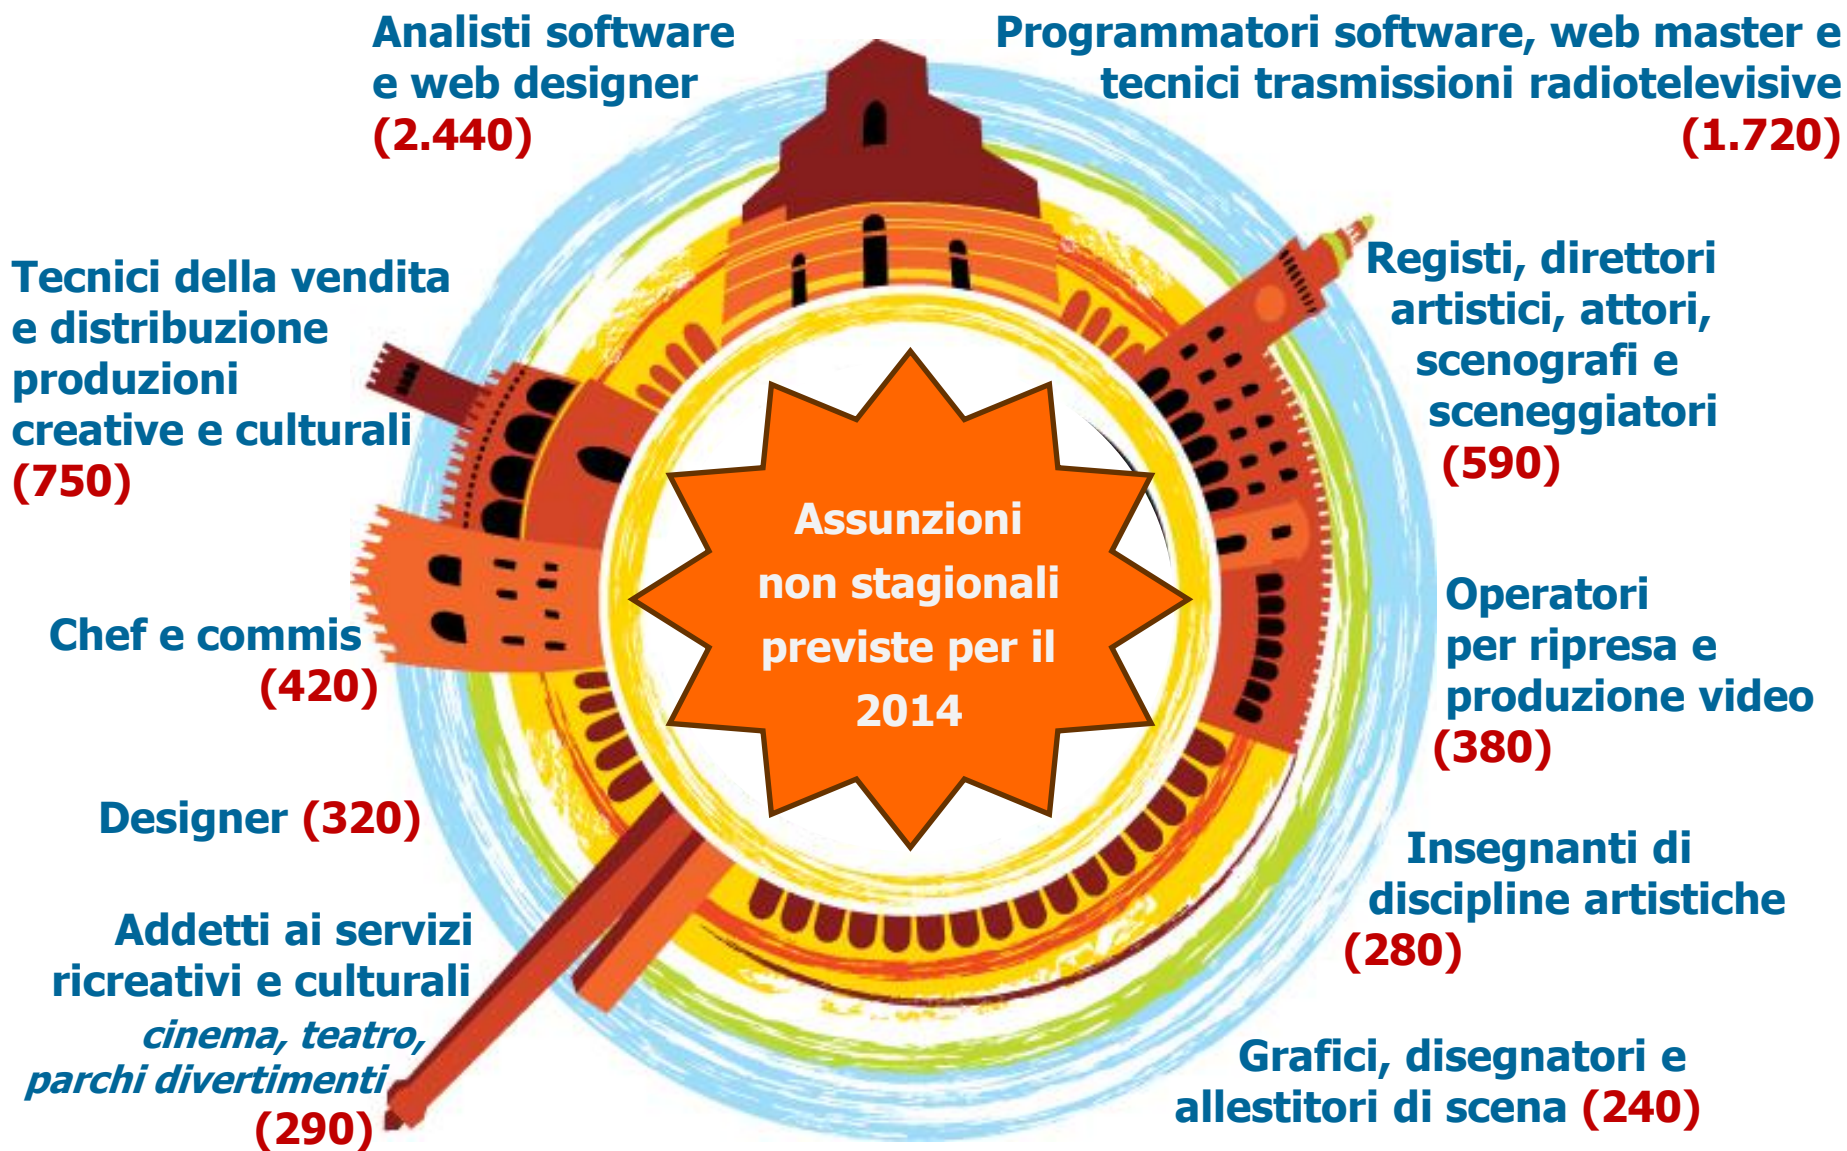 Analisti software
e web designer
(2.440)
Programmatori software, web master e
tecnici trasmissioni radiotelevisive
(1.720)
Tecnici della vendita
e distribuzione
produzioni
creative e culturali
(750)
Registi, direttori
artistici, attori,
scenografi e
sceneggiatori
(590)
Assunzioni
non stagionali
previste per il
2014
Chef e commis
(420)
Operatori
per ripresa e
produzione video
(380)
Designer (320)
Insegnanti di
discipline artistiche
(280)
Addetti ai servizi
ricreativi e culturali
cinema, teatro,
parchi divertimenti
(290)
Grafici, disegnatori e
allestitori di scena (240)